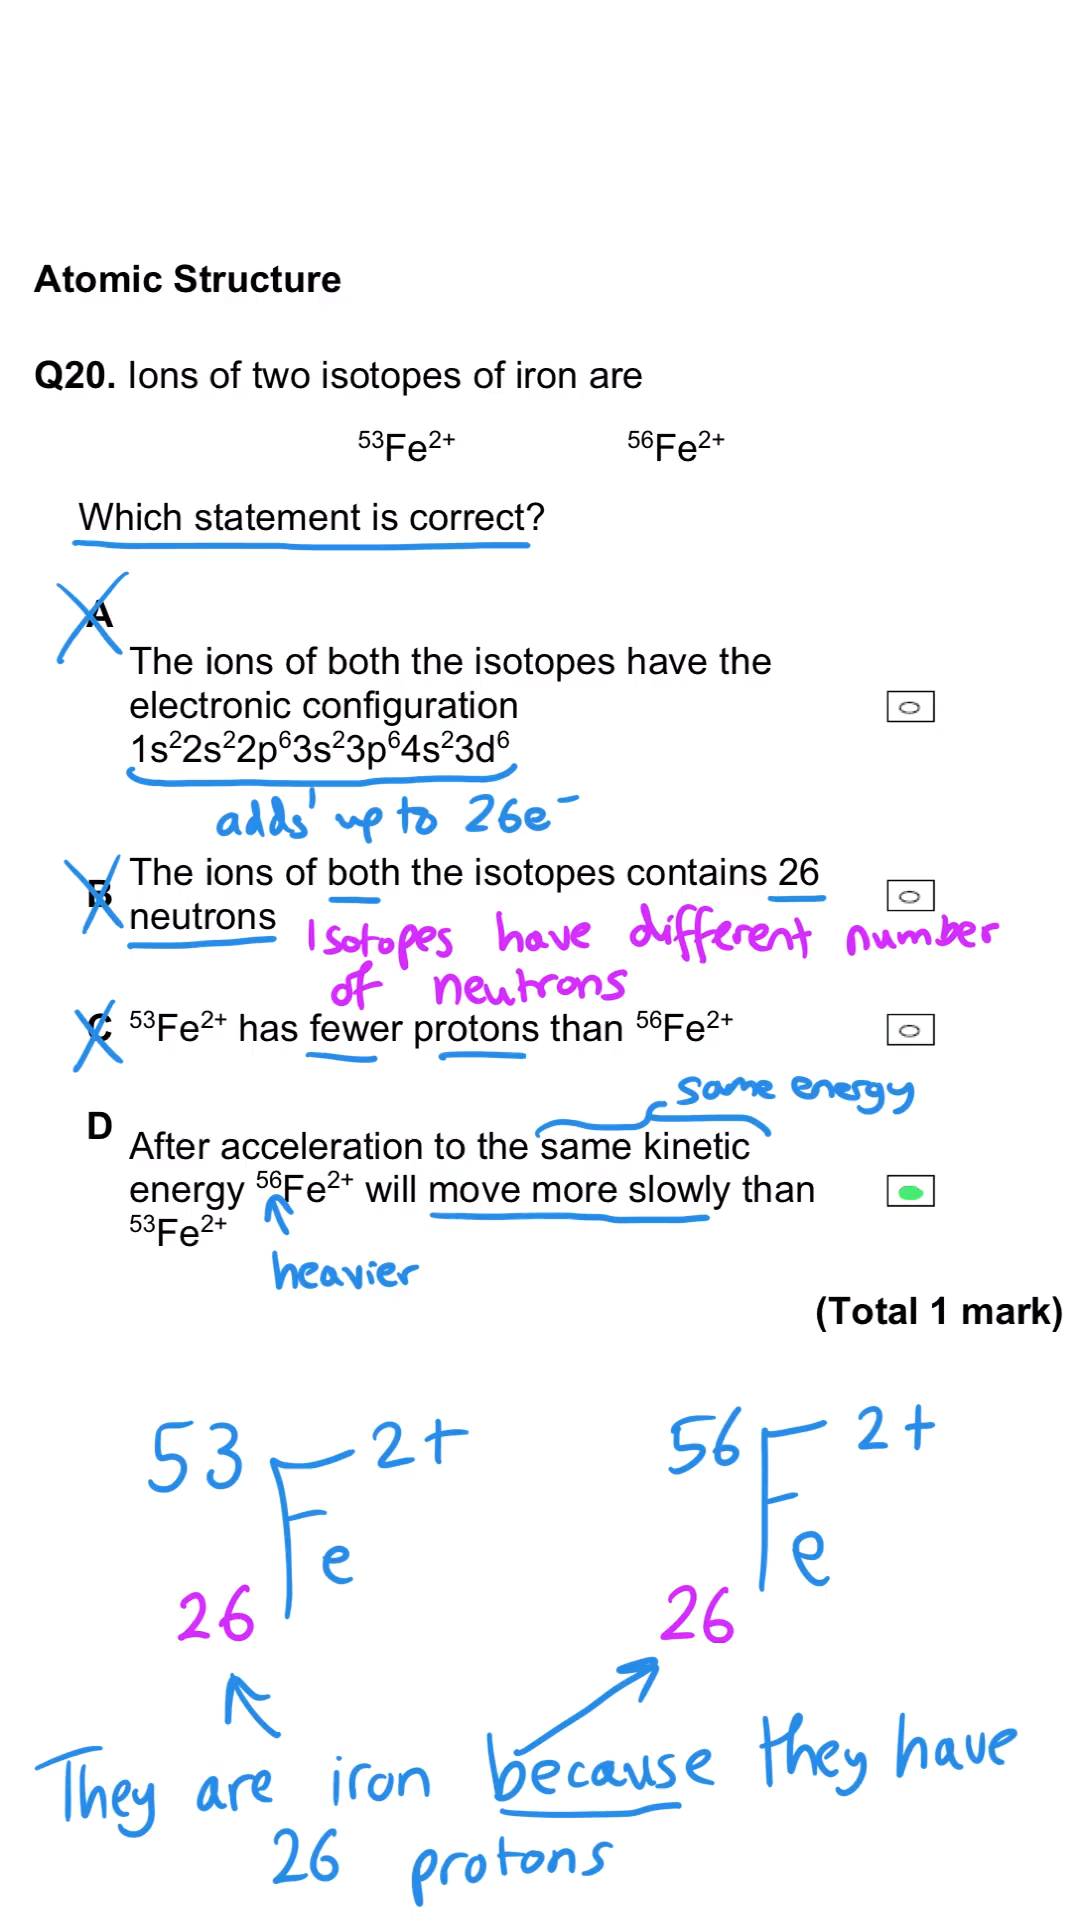 Atomic Structure
Q20. Ions of two isotopes of iron are
⁵³Fe²⁺ ⁵⁶Fe²⁺
Which statement is correct?
A
The ions of both the isotopes have the
electronic configuration
1s²2s²2p⁶3s²3p⁶4s²3d⁶
adds up to 26e⁻
B The ions of both the isotopes contains 26
neutrons
Isotopes have different number
of neutrons
C ⁵³Fe²⁺ has fewer protons than ⁵⁶Fe²⁺
same energy
D
After acceleration to the same kinetic
energy ⁵⁶Fe²⁺ will move more slowly than
⁵³Fe²⁺
heavier
(Total 1 mark)
53 Fe 2+ 56 Fe 2+
26 26
They are iron because they have
26 protons